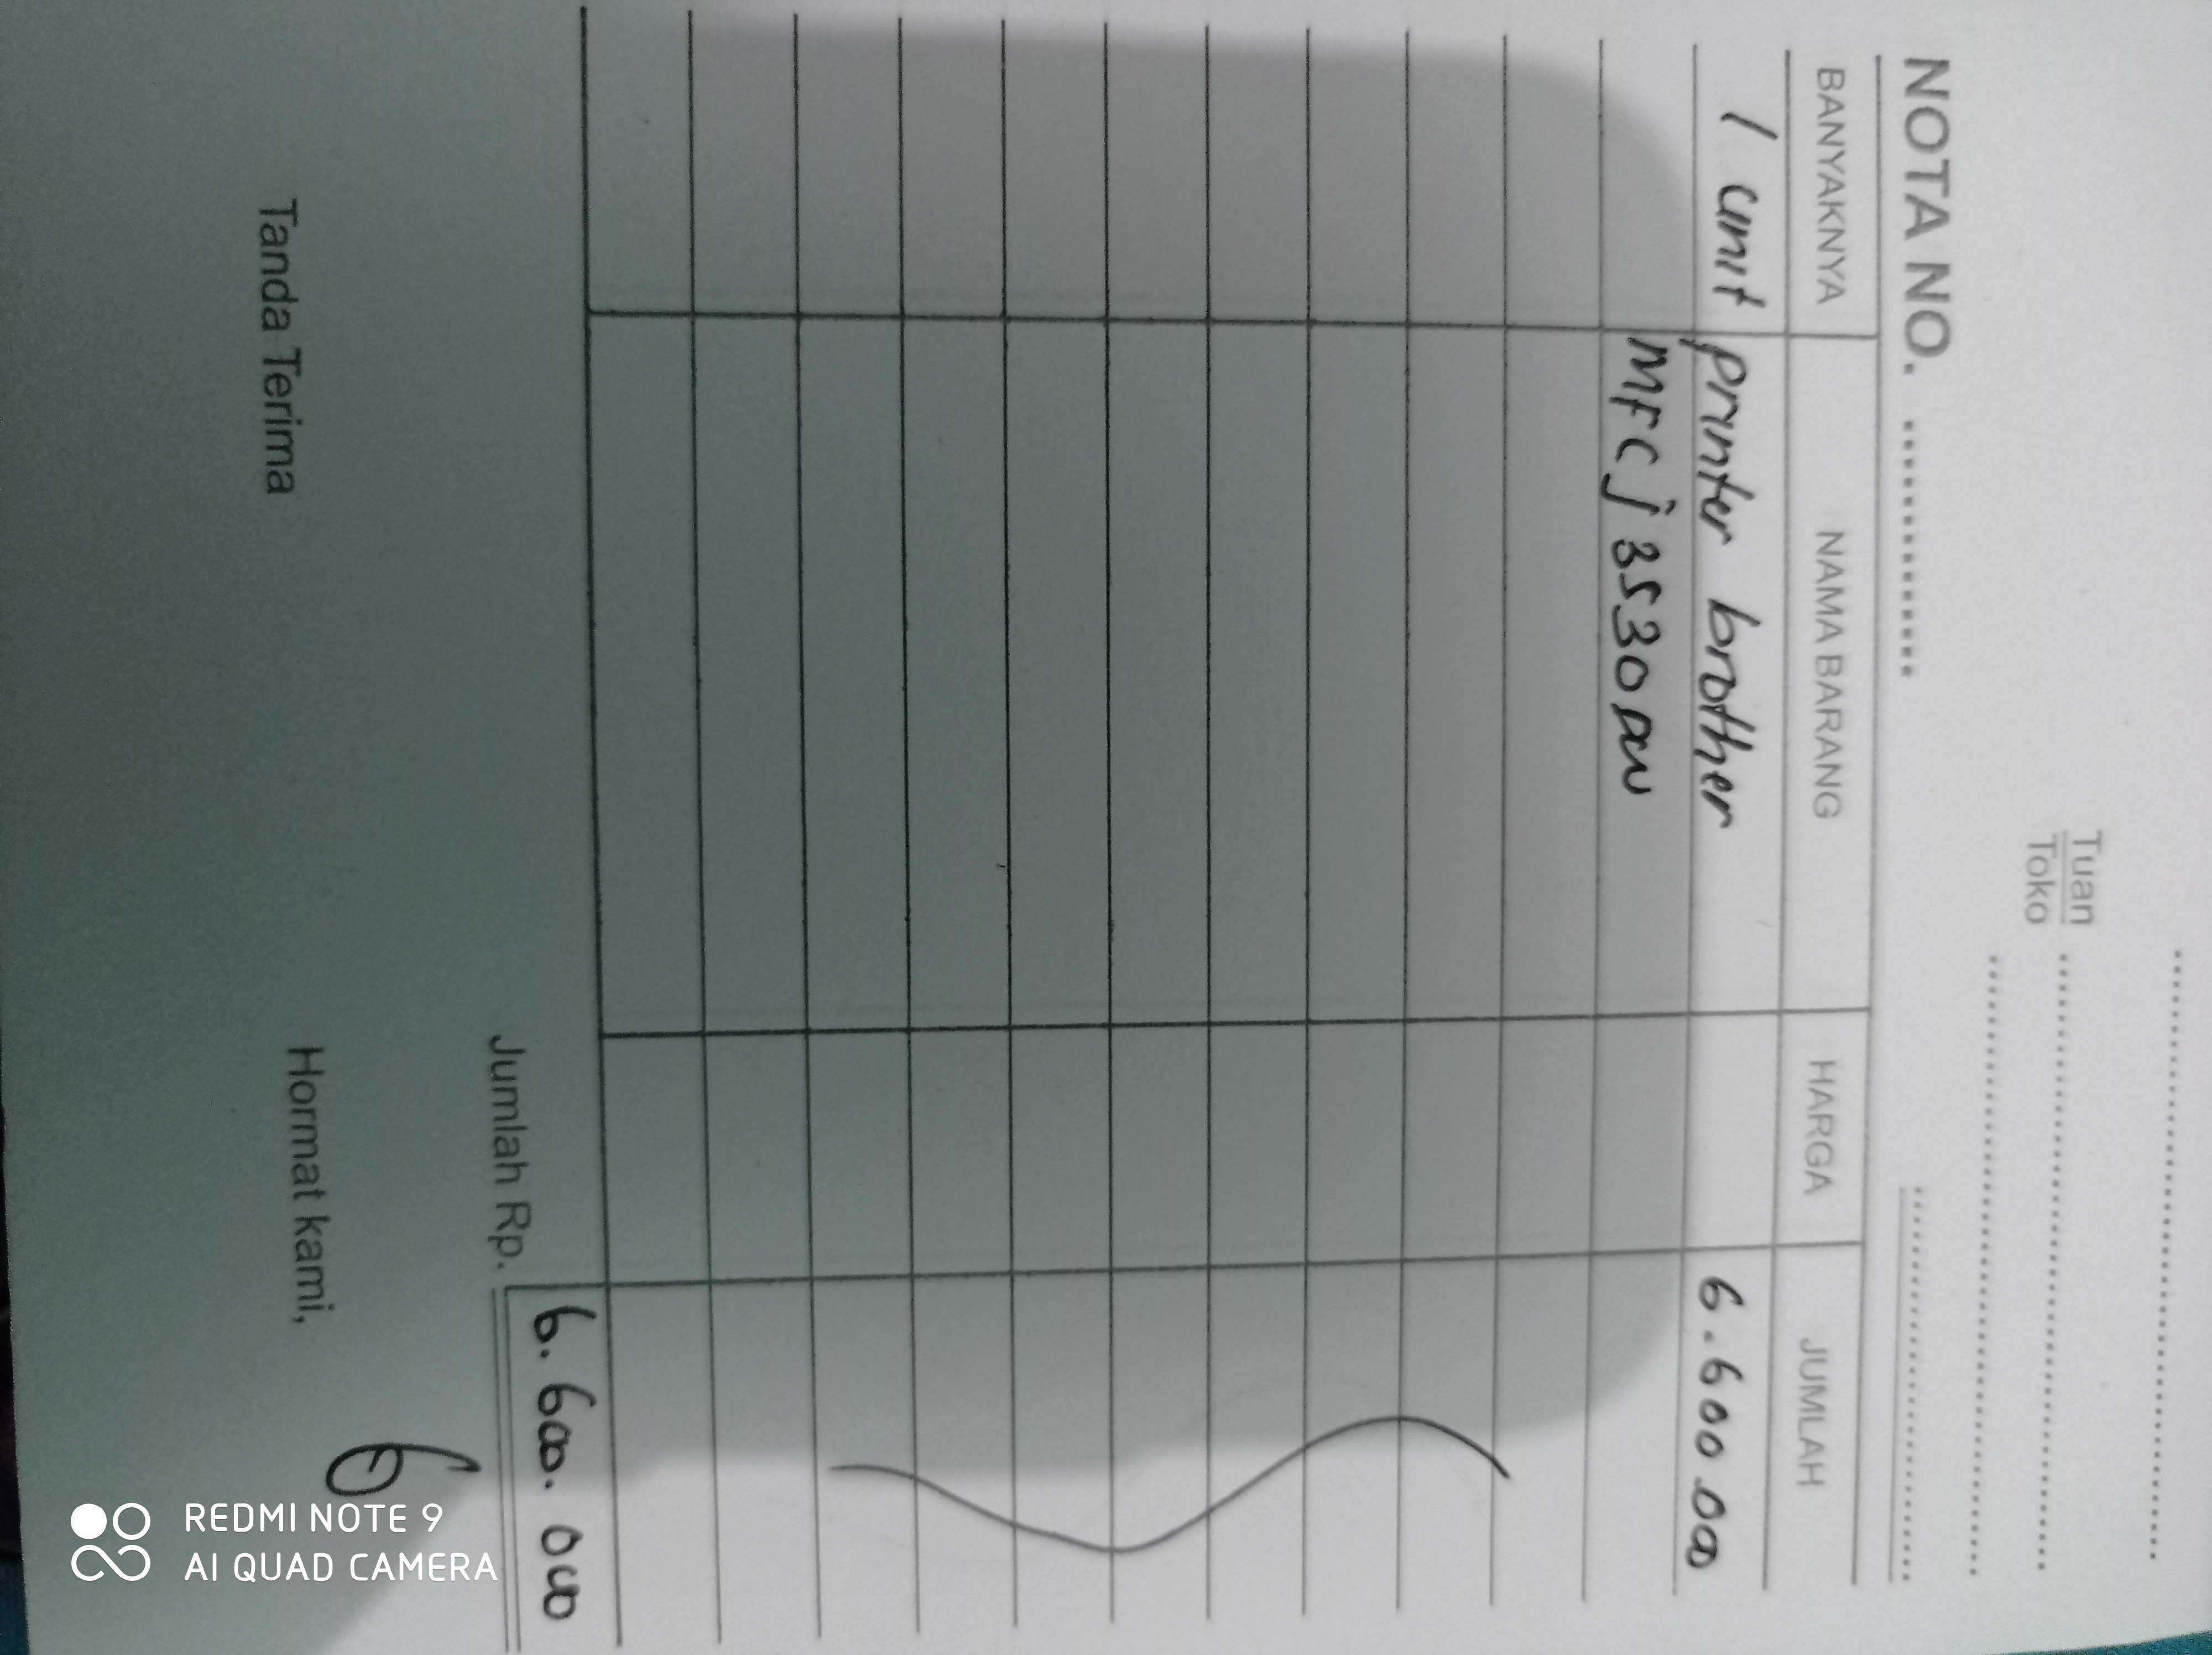 Tuan
Toko
NOTA NO.
BANYAKNYA NAMA BARANG HARGA JUMLAH
1 unit printer brother 6.600.000
MFC J 3530 DW
Jumlah Rp. 6.600.000
Tanda Terima Hormat kami,
REDMI NOTE 9
AI QUAD CAMERA